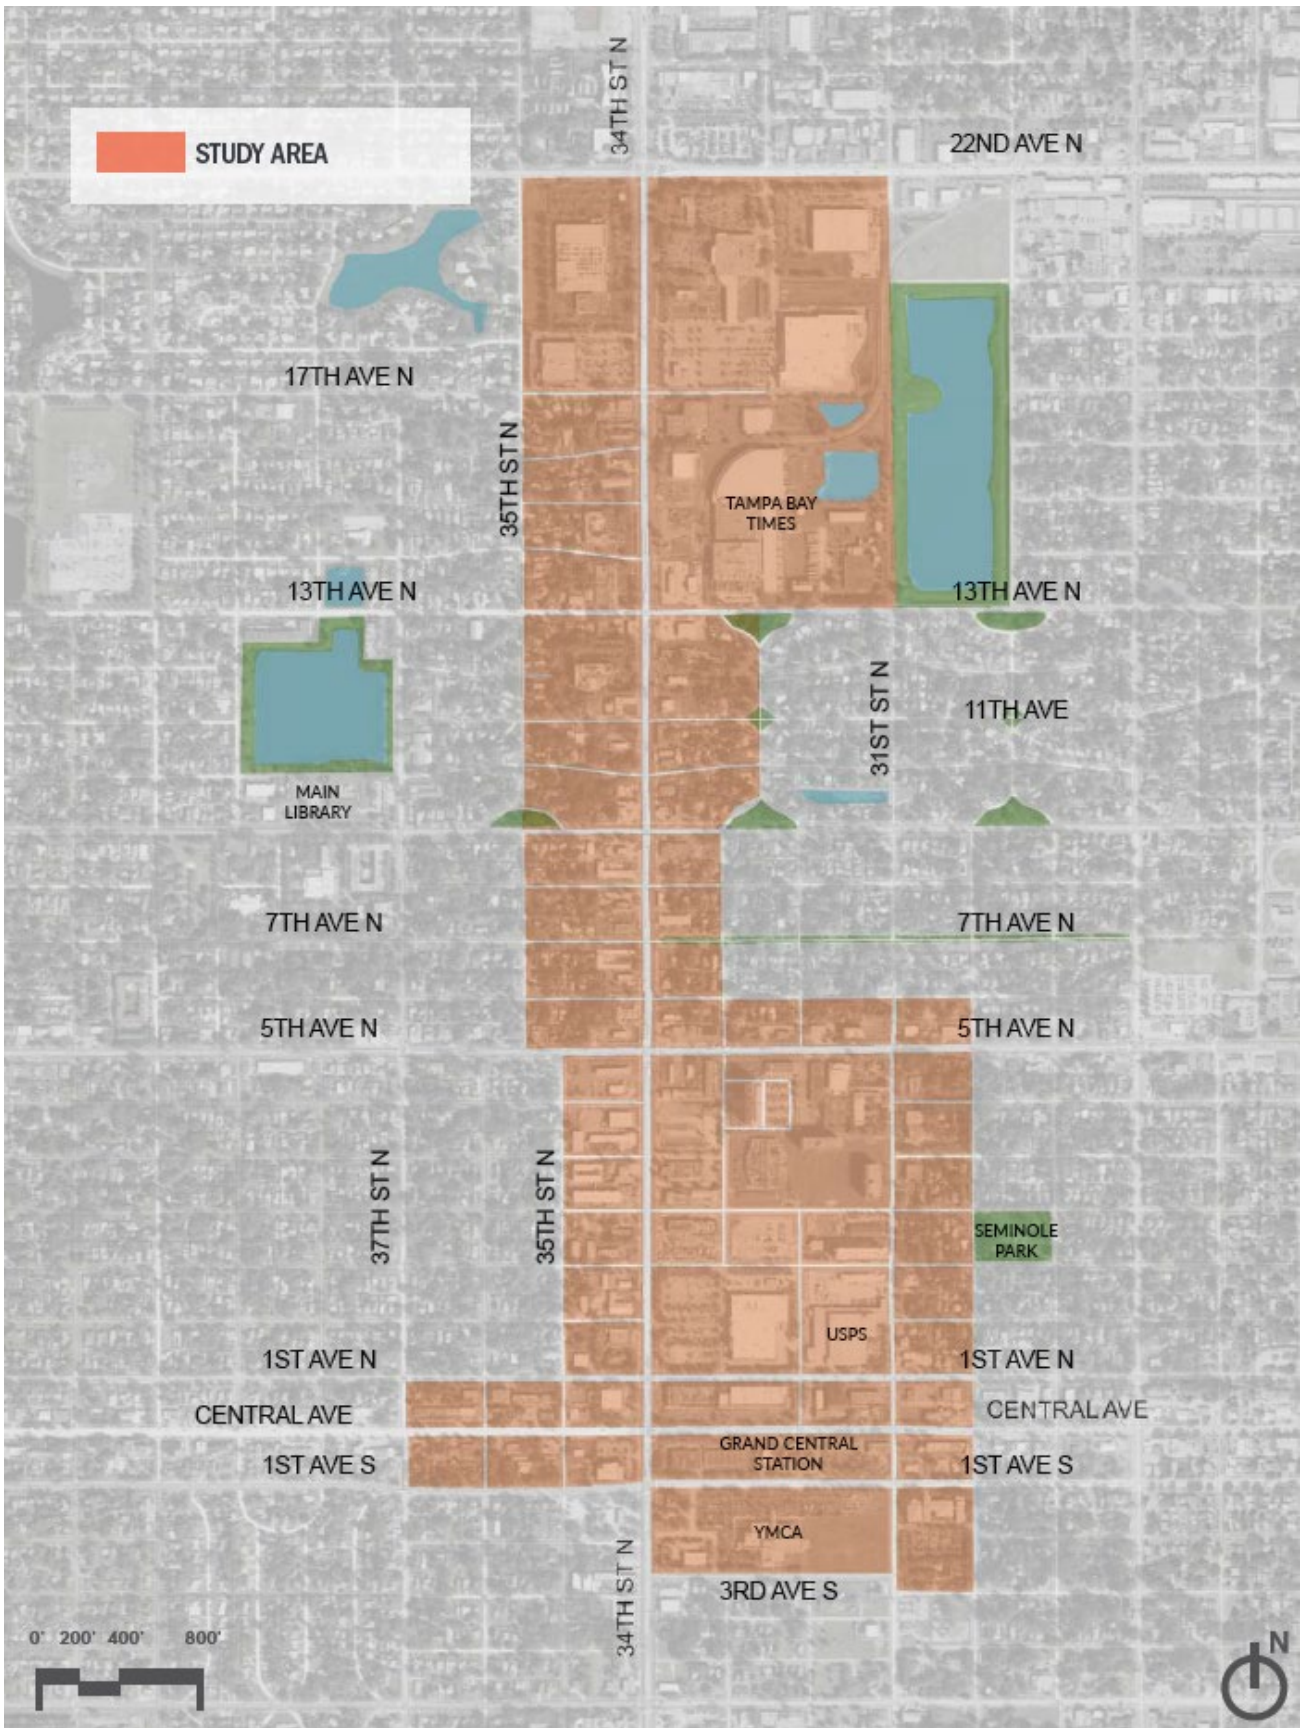 34TH ST N
22ND AVE N
STUDY AREA
17TH AVE N
35TH ST N
TAMPA BAY
TIMES
13TH AVE N
13TH AVE N
31ST ST N
11TH AVE
MAIN
LIBRARY
7TH AVE N
7TH AVE N
5TH AVE N
5TH AVE N
37TH ST N
35TH ST N
SEMINOLE
PARK
USPS
1ST AVE N
1ST AVE N
CENTRAL AVE
CENTRAL AVE
GRAND CENTRAL
STATION
1ST AVE S
1ST AVE S
YMCA
34TH ST N
3RD AVE S
0' 200' 400' 800'
N